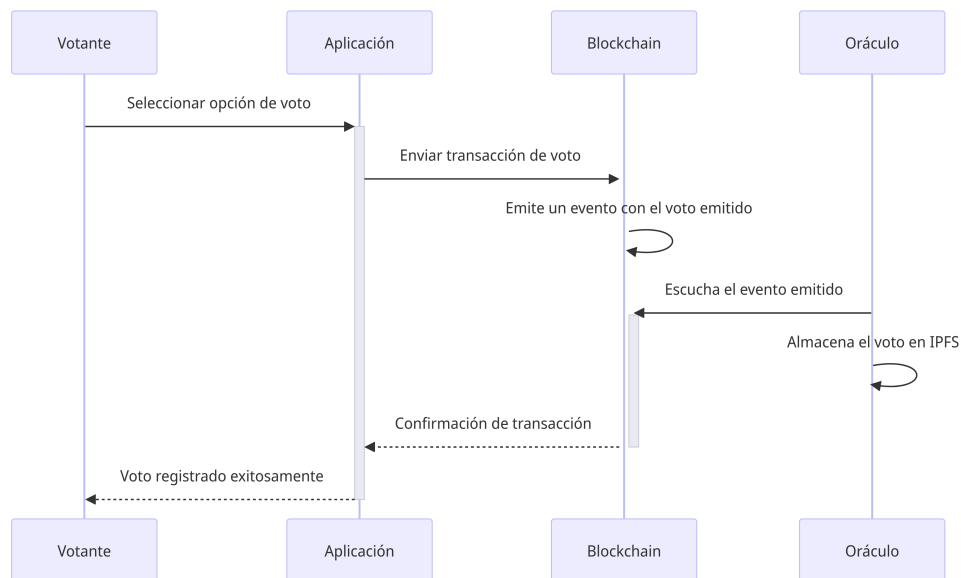 Votante
Aplicación
Blockchain
Oráculo
Seleccionar opción de voto
Enviar transacción de voto
Emite un evento con el voto emitido
Escucha el evento emitido
Almacena el voto en IPFS
Confirmación de transacción
Voto registrado exitosamente
Votante
Aplicación
Blockchain
Oráculo